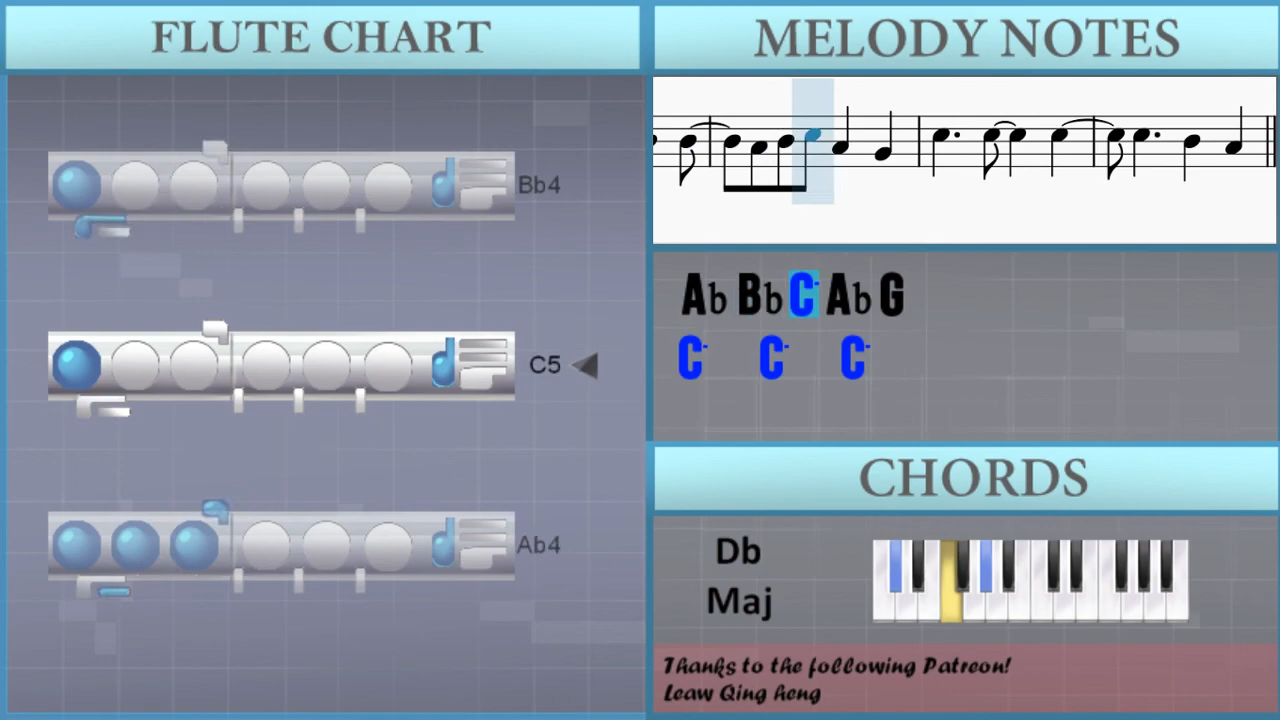 FLUTE CHART
Bb4
C5
Ab4
MELODY NOTES
Ab Bb C- Ab G
C- C- C-
CHORDS
Db
Maj
Thanks to the following Patreon!
Leaw Qing heng